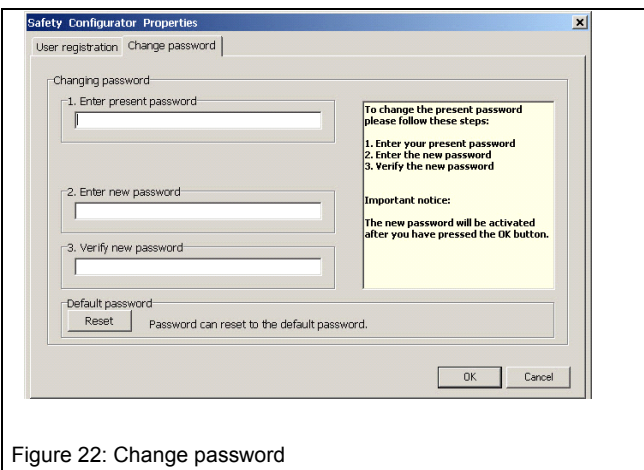 Safety Configurator Properties
User registration
Change password
Changing password
1. Enter present password
To change the present password
please follow these steps:
1. Enter your present password
2. Enter the new password
3. Verify the new password
Important notice:
The new password will be activated
after you have pressed the OK button.
2. Enter new password
3. Verify new password
Default password
Reset
Password can reset to the default password.
OK
Cancel
Figure 22: Change password